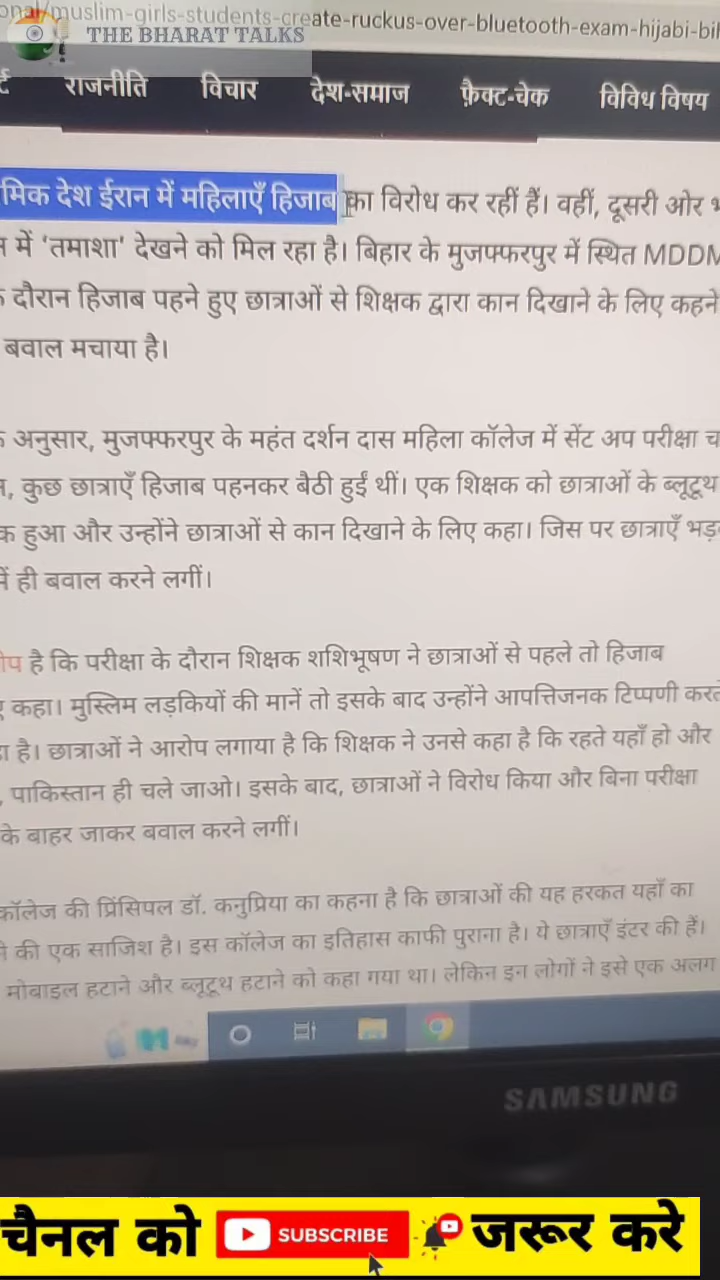 onal/muslim-girls-students-create-ruckus-over-bluetooth-exam-hijabi-bih
THE BHARAT TALKS
राजनीति विचार देश-समाज फ़ैक्ट-चेक विविध विषय
मिक देश ईरान में महिलाएँ हिजाब का विरोध कर रहीं हैं। वहीं, दूसरी ओर
में 'तमाशा' देखने को मिल रहा है। बिहार के मुजफ्फरपुर में स्थित MDDM
दौरान हिजाब पहने हुए छात्राओं से शिक्षक द्वारा कान दिखाने के लिए कहने
बवाल मचाया है।
अनुसार, मुजफ्फरपुर के महंत दर्शन दास महिला कॉलेज में सेंट अप परीक्षा
कुछ छात्राएँ हिजाब पहनकर बैठी हुईं थीं। एक शिक्षक को छात्राओं के ब्लूटूथ
क हुआ और उन्होंने छात्राओं से कान दिखाने के लिए कहा। जिस पर छात्राएँ
में ही बवाल करने लगीं।
है कि परीक्षा के दौरान शिक्षक शशिभूषण ने छात्राओं से पहले तो हिजाब
कहा। मुस्लिम लड़कियों की मानें तो इसके बाद उन्होंने आपत्तिजनक टिप्पणी करते
है। छात्राओं ने आरोप लगाया है कि शिक्षक ने उनसे कहा है कि रहते यहाँ हो और
, पाकिस्तान ही चले जाओ। इसके बाद, छात्राओं ने विरोध किया और बिना परीक्षा
के बाहर जाकर बवाल करने लगीं।
कॉलेज की प्रिंसिपल डॉ. कनुप्रिया का कहना है कि छात्राओं की यह हरकत यहाँ का
की एक साजिश है। इस कॉलेज का इतिहास काफी पुराना है। ये छात्राएँ इंटर की हैं।
मोबाइल हटाने और ब्लूटूथ हटाने को कहा गया था। लेकिन इन लोगों ने इसे एक अलग
SAMSUNG
चैनल को SUBSCRIBE जरूर करे